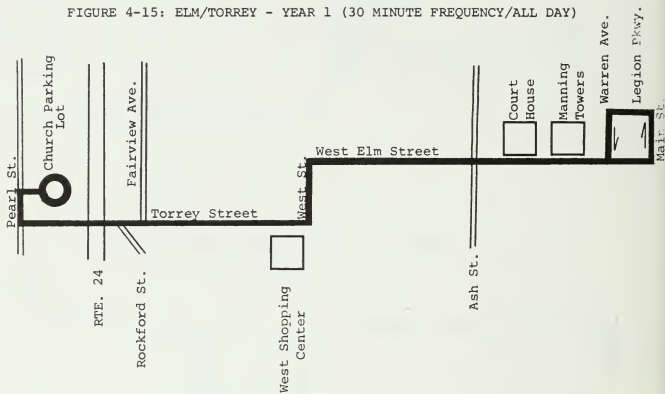 FIGURE 4-15: ELM/TORREY - YEAR 1 (30 MINUTE FREQUENCY/ALL DAY)
Pearl St.
Church Parking
Lot
RTE. 24
Fairview Ave.
Rockford St.
Torrey Street
West Shopping
Center
West St.
West Elm Street
Ash St.
Court
House
Manning
Towers
Warren Ave.
Legion Pkwy.
Main St.